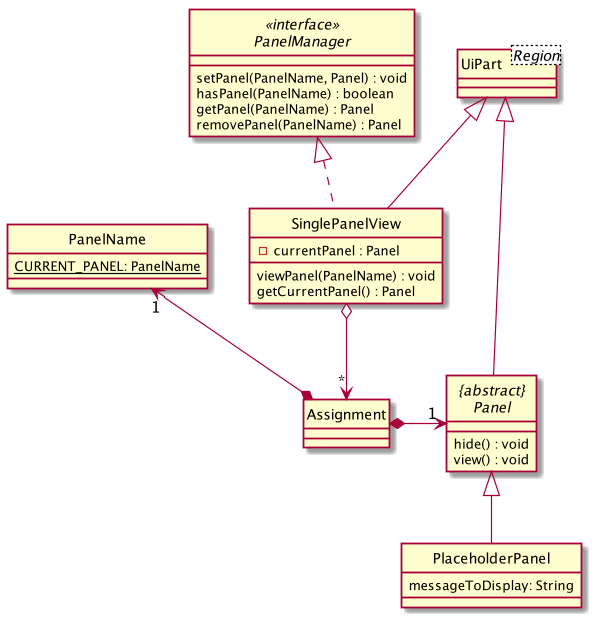 «interface»
PanelManager
setPanel(PanelName, Panel) : void
hasPanel(PanelName) : boolean
getPanel(PanelName) : Panel
removePanel(PanelName) : Panel
UiPart
Region
SinglePanelView
currentPanel : Panel
viewPanel(PanelName) : void
getCurrentPanel() : Panel
PanelName
CURRENT_PANEL: PanelName
1
*
Assignment
1
{abstract}
Panel
hide() : void
view() : void
PlaceholderPanel
messageToDisplay: String